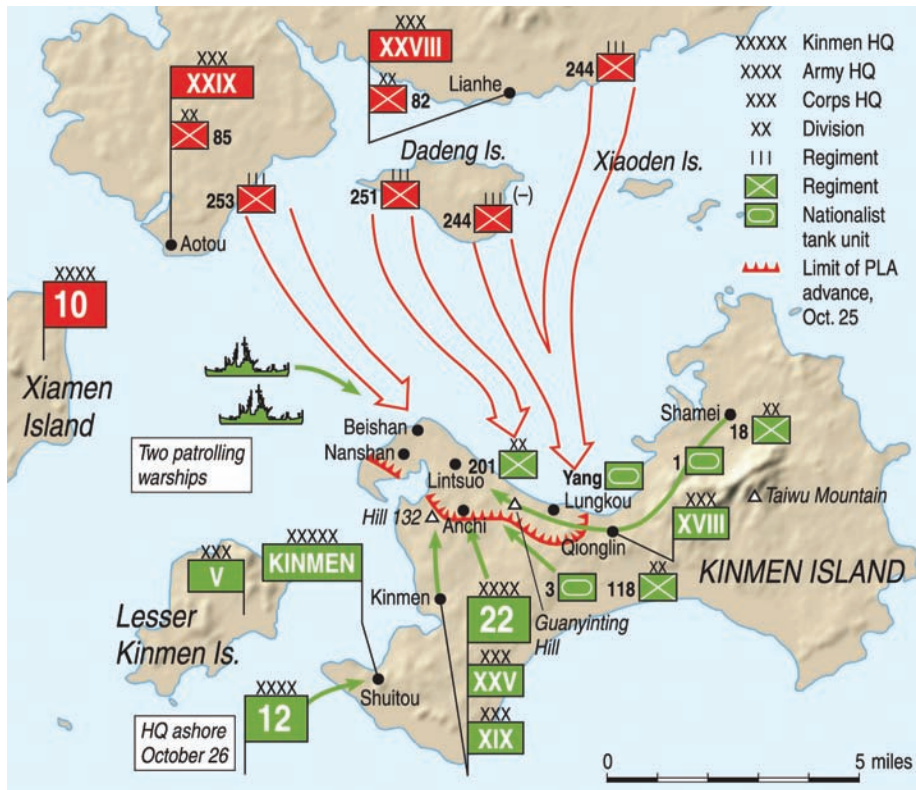 XXX
XXIX
XX
85
Aotou
XXX
XXVIII
XX
82
Lianhe
III
244
Dadeng Is.
Xiaoden Is.
III
253
III
251
III
244
(–)
XXXXX Kinmen HQ
XXXX Army HQ
XXX Corps HQ
XX Division
III Regiment
Regiment
Nationalist
tank unit
Limit of PLA
advance,
Oct. 25
XXXX
10
Xiamen
Island
Two patrolling
warships
Beishan
Nanshan
Lintsuo
XX
201
Yang
Lungkou
Shamei
XX
18
1
Taiwu Mountain
Hill 132
Anchi
Qionglin
XXX
XVIII
KINMEN ISLAND
XX
118
3
Guanyinting
Hill
XXXXX
KINMEN
XXX
V
Lesser
Kinmen Is.
Kinmen
XXXX
22
XXX
XXV
XXX
XIX
Shuitou
XXXX
12
HQ ashore
October 26
0 5 miles